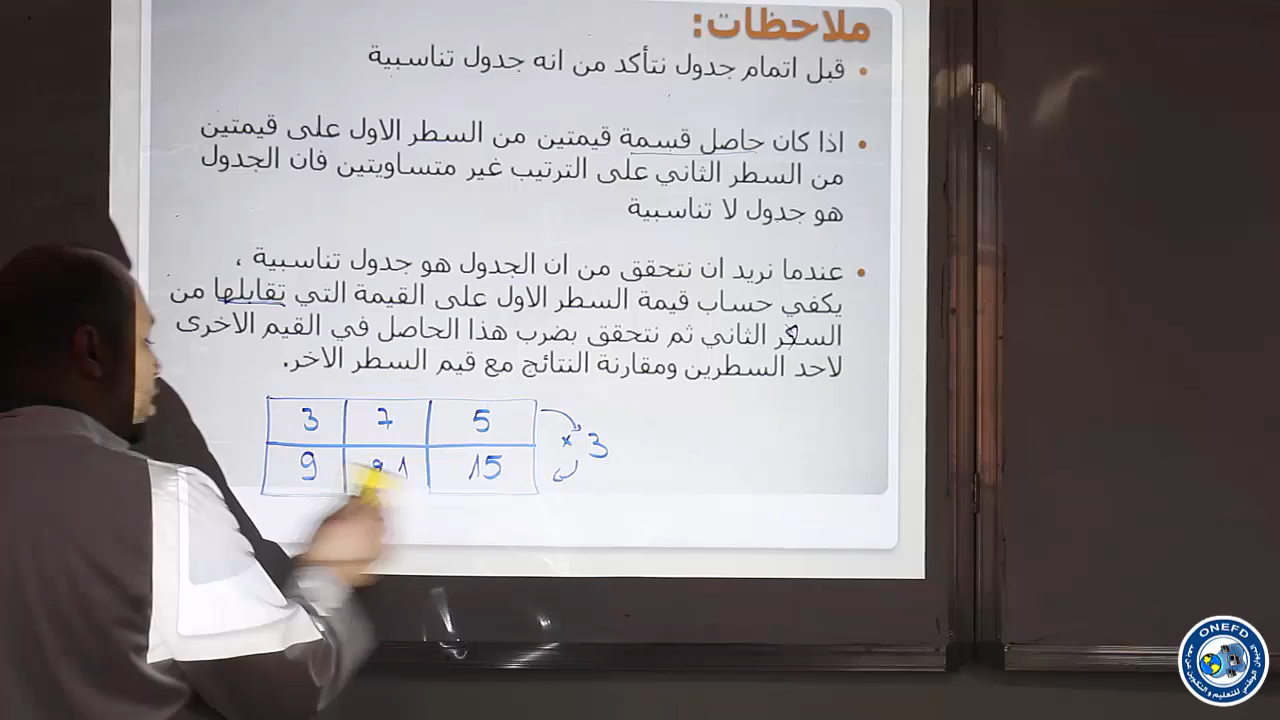 ملاحظات:
• قبل اتمام جدول نتأكد من انه جدول تناسبية
• اذا كان حاصل قسمة قيمتين من السطر الاول على قيمتين
من السطر الثاني على الترتيب غير متساويتين فان الجدول
هو جدول لا تناسبية
• عندما نريد ان نتحقق من ان الجدول هو جدول تناسبية ،
يكفي حساب قيمة السطر الاول على القيمة التي تقابلها من
السطر الثاني ثم نتحقق بضرب هذا الحاصل في القيم الاخرى
لاحد السطرين ومقارنة النتائج مع قيم السطر الاخر.
3 7 5
× 3
9 21 15
ONEFD